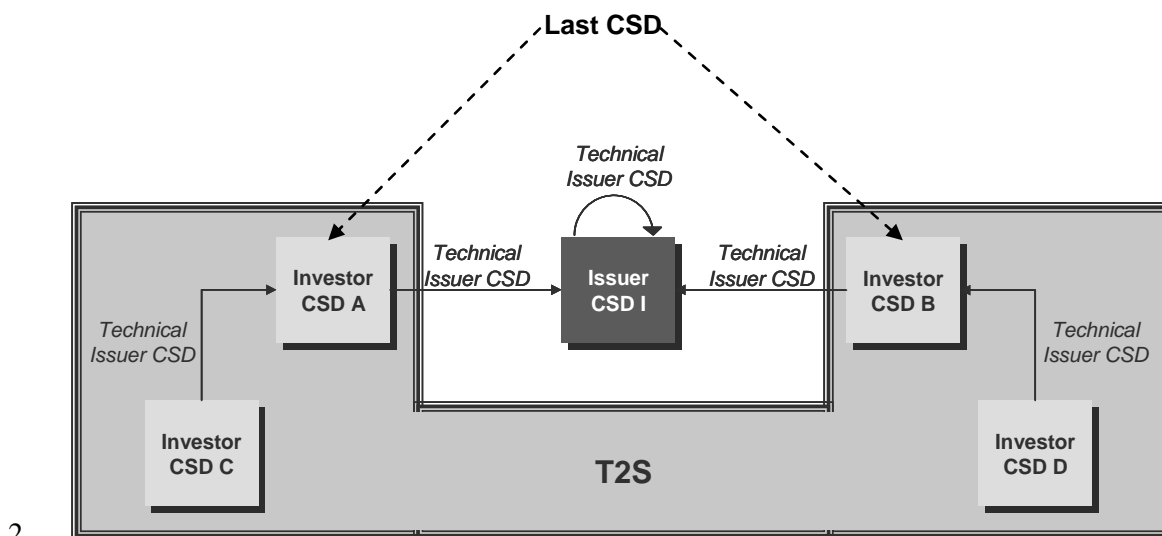 Last CSD
Technical
Issuer CSD
Technical
Issuer CSD
Technical
Issuer CSD
Investor
CSD A
Issuer
CSD I
Investor
CSD B
Technical
Issuer CSD
Technical
Issuer CSD
Investor
CSD C
Investor
CSD D
T2S
2